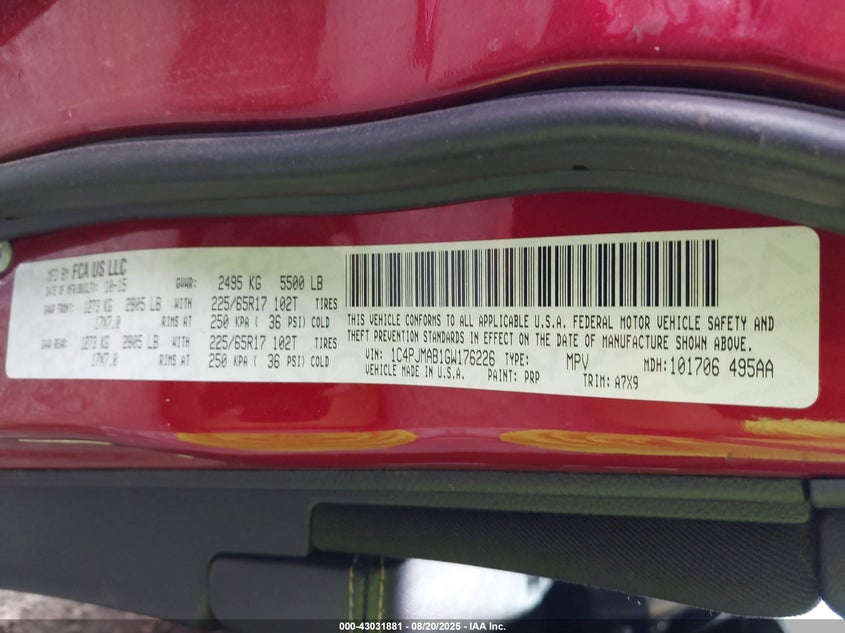 MFD BY FCA US LLC
DATE OF MFR(BUILT): 10-15
GVWR: 2495 KG 5500 LB
GAWR FRONT: 1273 KG 2805 LB WITH 225/65R17 102T TIRES
17X7.0 RIMS AT 250 KPA ( 36 PSI) COLD
GAWR REAR: 1273 KG 2805 LB WITH 225/65R17 102T TIRES
17X7.0 RIMS AT 250 KPA ( 36 PSI) COLD
THIS VEHICLE CONFORMS TO ALL APPLICABLE U.S.A. FEDERAL MOTOR VEHICLE SAFETY AND
THEFT PREVENTION STANDARDS IN EFFECT ON THE DATE OF MANUFACTURE SHOWN ABOVE.
VIN: 1C4PJMAB1GW176226 TYPE: MPV MDH: 101706 495AA
VEHICLE MADE IN U.S.A. PAINT: PRP TRIM: A7X9
000-43031881 - 08/20/2025 - IAA Inc.